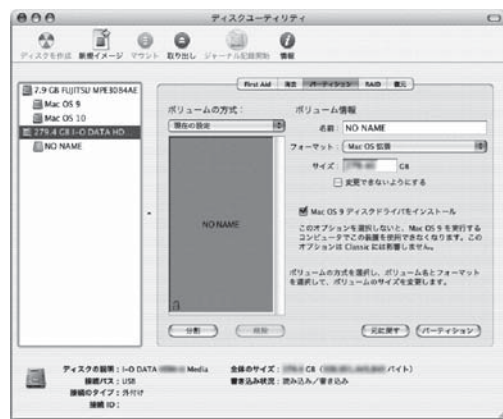 ディスクユーティリティ
ディスクを作成 新規イメージ マウント 取り出し ジャーナル記録開始 情報
7.9 GB FUJITSU MPE3084AE
Mac OS 9
Mac OS 10
279.4 GB I-O DATA HD...
NO NAME
First Aid 消去 パーティション RAID 復元
ボリュームの方式:
現在の設定
NO NAME
分割 削除
ボリューム情報
名前: NO NAME
フォーマット: Mac OS 拡張
サイズ: GB
変更できないようにする
Mac OS 9 ディスクドライバをインストール
このオプションを選択しないと、Mac OS 9 を実行する
コンピュータでこの装置を使用できなくなります。この
オプションは Classic には影響しません。
ボリュームの方式を選択し、ボリューム名とフォーマット
を選択して、ボリュームのサイズを変更します。
元に戻す パーティション
ディスクの説明: I-O DATA Media
接続バス: USB
接続のタイプ: 外付け
接続 ID:
全体のサイズ: GB ( バイト)
書き込み状況: 読み込み/書き込み